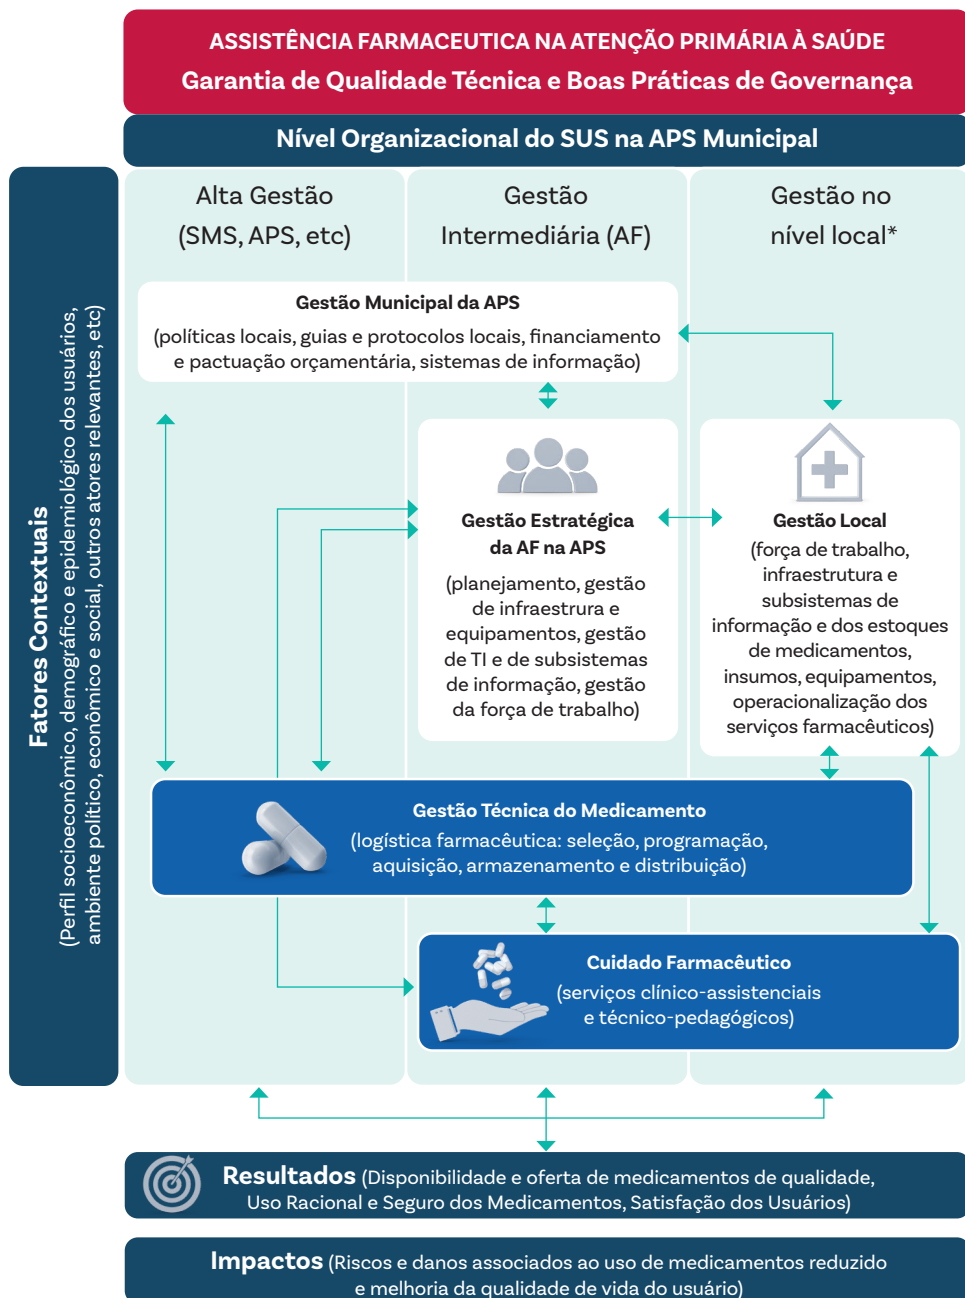 ASSISTÊNCIA FARMACEUTICA NA ATENÇÃO PRIMÁRIA À SAÚDE
Garantia de Qualidade Técnica e Boas Práticas de Governança
Nível Organizacional do SUS na APS Municipal
Fatores Contextuais
(Perfil socioeconômico, demográfico e epidemiológico dos usuários,
ambiente político, econômico e social, outros atores relevantes, etc)
Alta Gestão
(SMS, APS, etc)
Gestão
Intermediária (AF)
Gestão no
nível local*
Gestão Municipal da APS
(políticas locais, guias e protocolos locais, financiamento
e pactuação orçamentária, sistemas de informação)
Gestão Estratégica
da AF na APS
(planejamento, gestão
de infraestrura e
equipamentos, gestão
de TI e de subsistemas
de informação, gestão
da força de trabalho)
Gestão Local
(força de trabalho,
infraestrutura e
subsistemas de
informação e dos estoques
de medicamentos,
insumos, equipamentos,
operacionalização dos
serviços farmacêuticos)
Gestão Técnica do Medicamento
(logística farmacêutica: seleção, programação,
aquisição, armazenamento e distribuição)
Cuidado Farmacêutico
(serviços clínico-assistenciais
e técnico-pedagógicos)
Resultados (Disponibilidade e oferta de medicamentos de qualidade,
Uso Racional e Seguro dos Medicamentos, Satisfação dos Usuários)
Impactos (Riscos e danos associados ao uso de medicamentos reduzido
e melhoria da qualidade de vida do usuário)